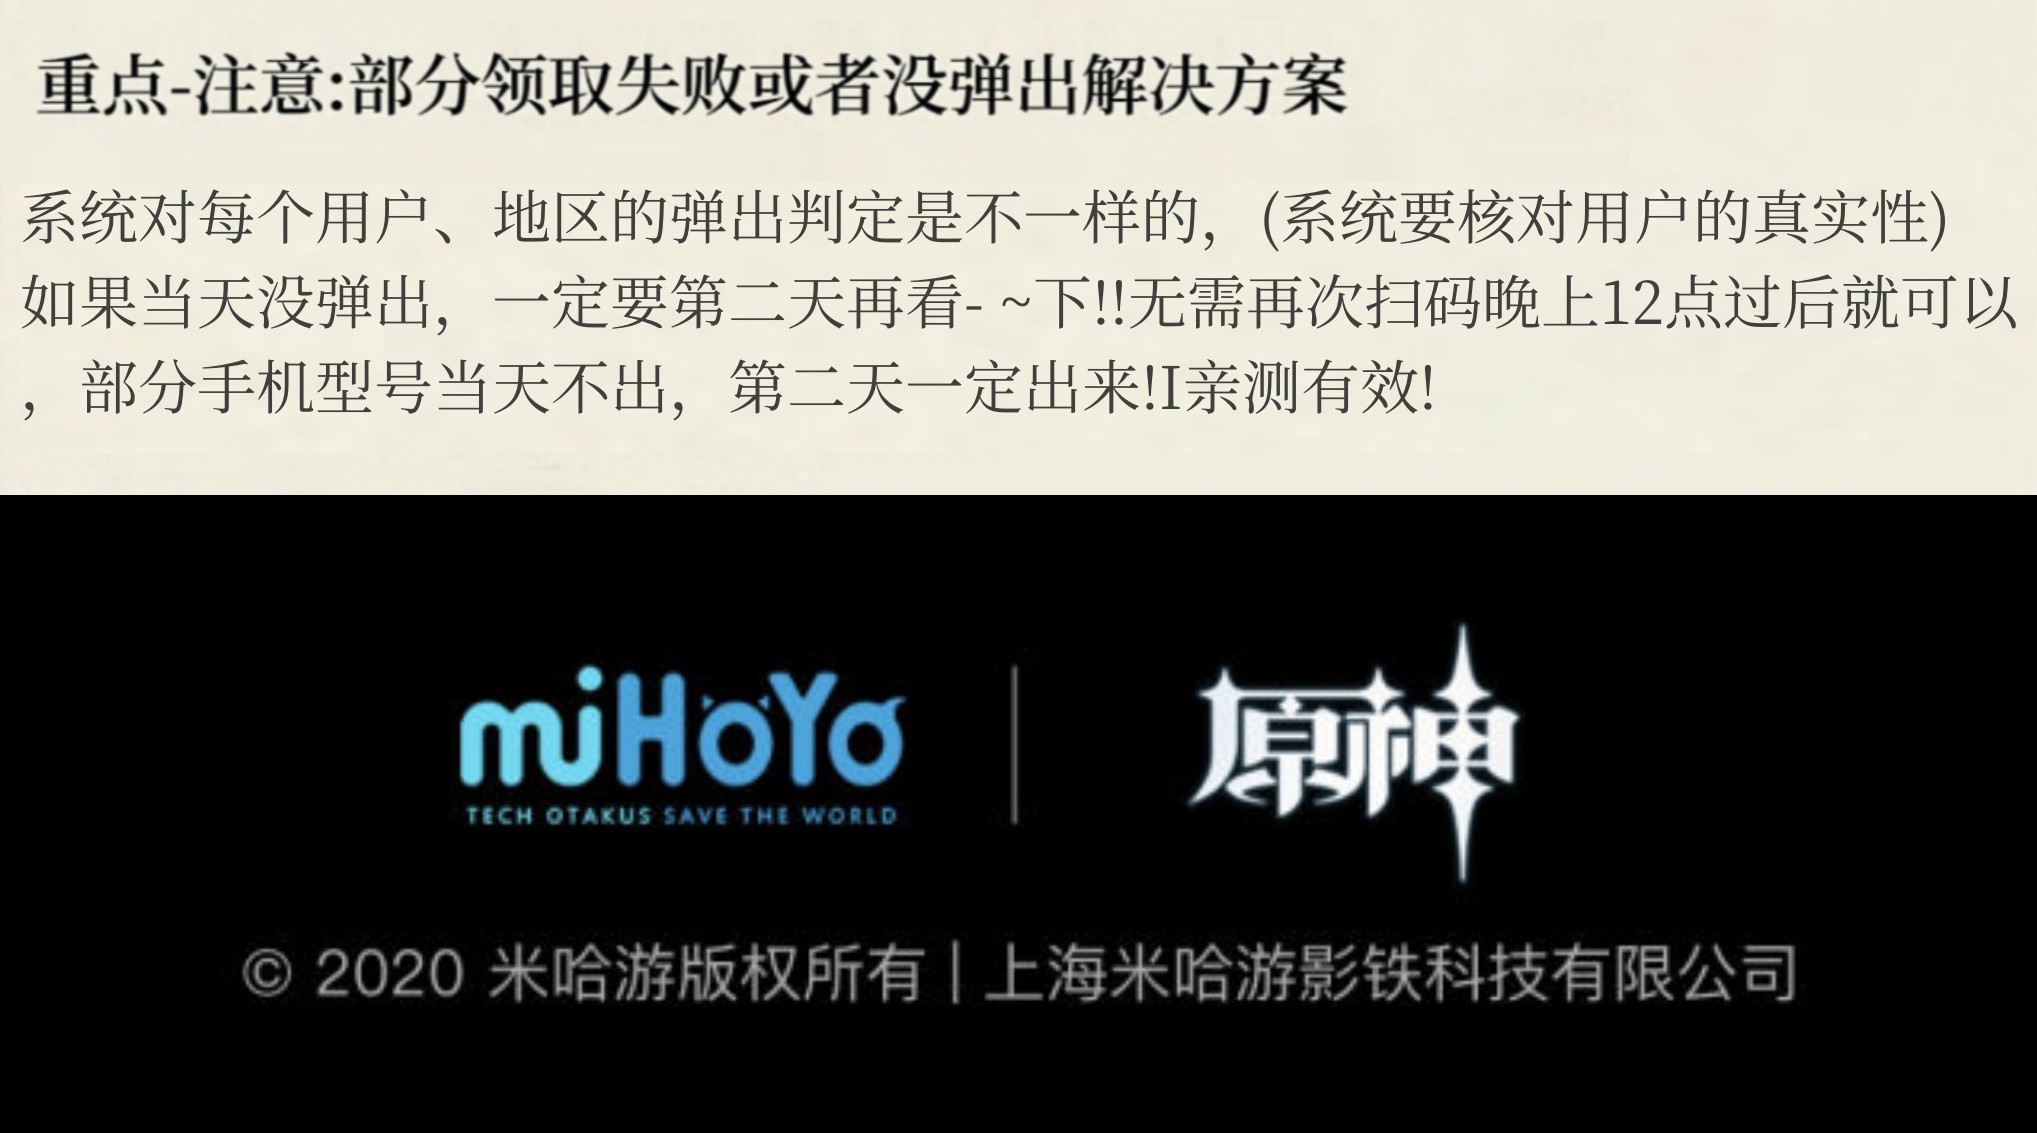 重点-注意:部分领取失败或者没弹出解决方案
系统对每个用户、地区的弹出判定是不一样的，(系统要核对用户的真实性)
如果当天没弹出，一定要第二天再看- ~下!!无需再次扫码晚上12点过后就可以
，部分手机型号当天不出，第二天一定出来!I亲测有效!
miHoYo
TECH OTAKUS SAVE THE WORLD
原神
© 2020 米哈游版权所有 | 上海米哈游影铁科技有限公司